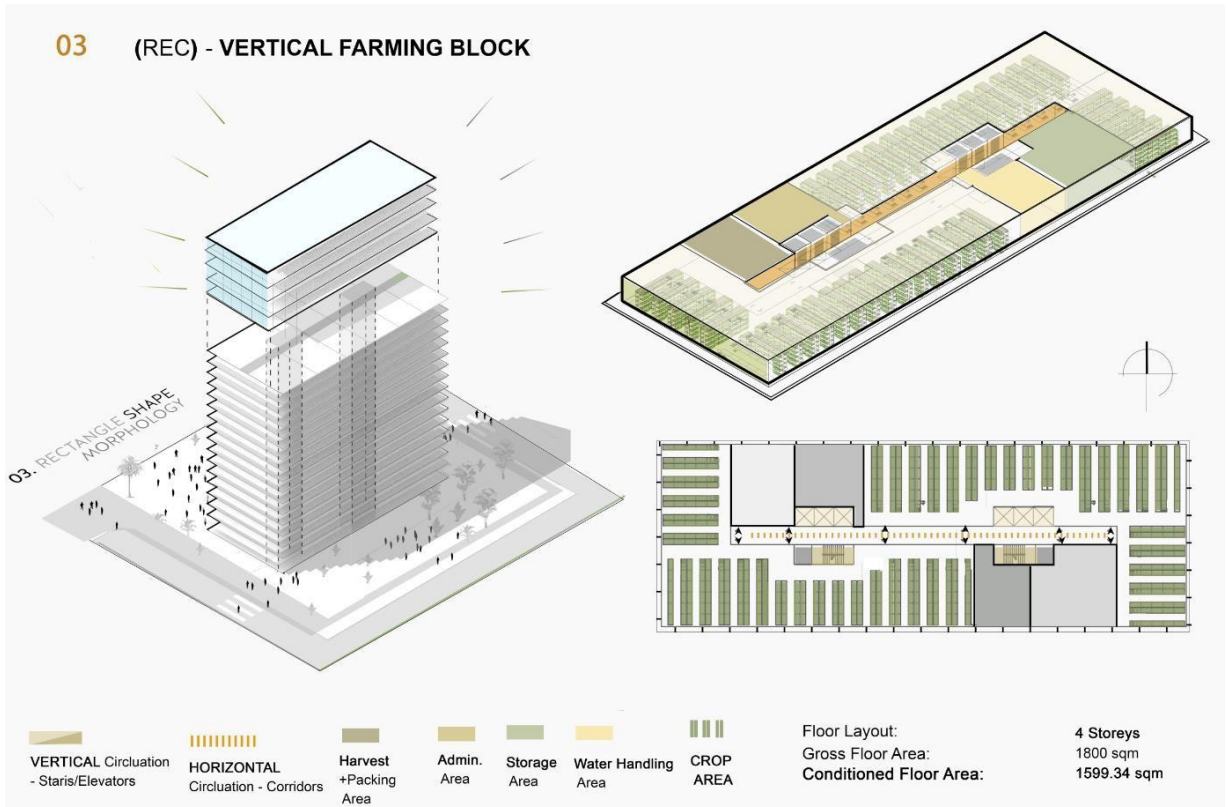 03 (REC) - VERTICAL FARMING BLOCK
03. RECTANGLE SHAPE
MORPHOLOGY
VERTICAL Circluation
- Staris/Elevators
HORIZONTAL
Circluation - Corridors
Harvest
+Packing
Area
Admin.
Area
Storage
Area
Water Handling
Area
CROP
AREA
Floor Layout: 4 Storeys
Gross Floor Area: 1800 sqm
Conditioned Floor Area: 1599.34 sqm